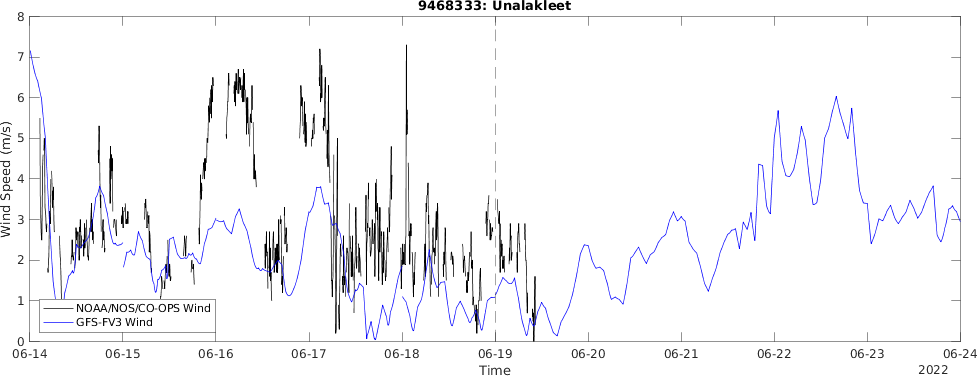 9468333: Unalakleet
8
7
6
5
4
3
2
1
0
Wind Speed (m/s)
NOAA/NOS/CO-OPS Wind
GFS-FV3 Wind
06-14 06-15 06-16 06-17 06-18 06-19 06-20 06-21 06-22 06-23 06-24
Time
2022